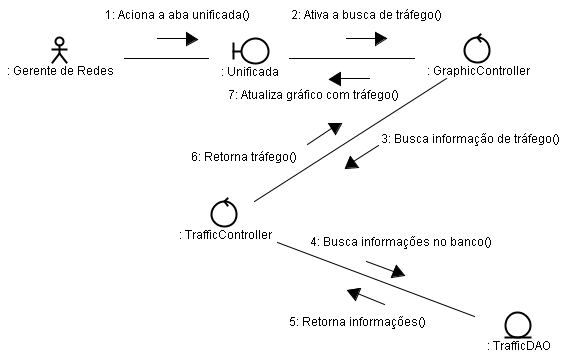 1: Aciona a aba unificada()
2: Ativa a busca de tráfego()
: Gerente de Redes
: Unificada
: GraphicController
7: Atualiza gráfico com tráfego()
3: Busca informação de tráfego()
6: Retorna tráfego()
: TrafficController
4: Busca informações no banco()
5: Retorna informações()
: TrafficDAO